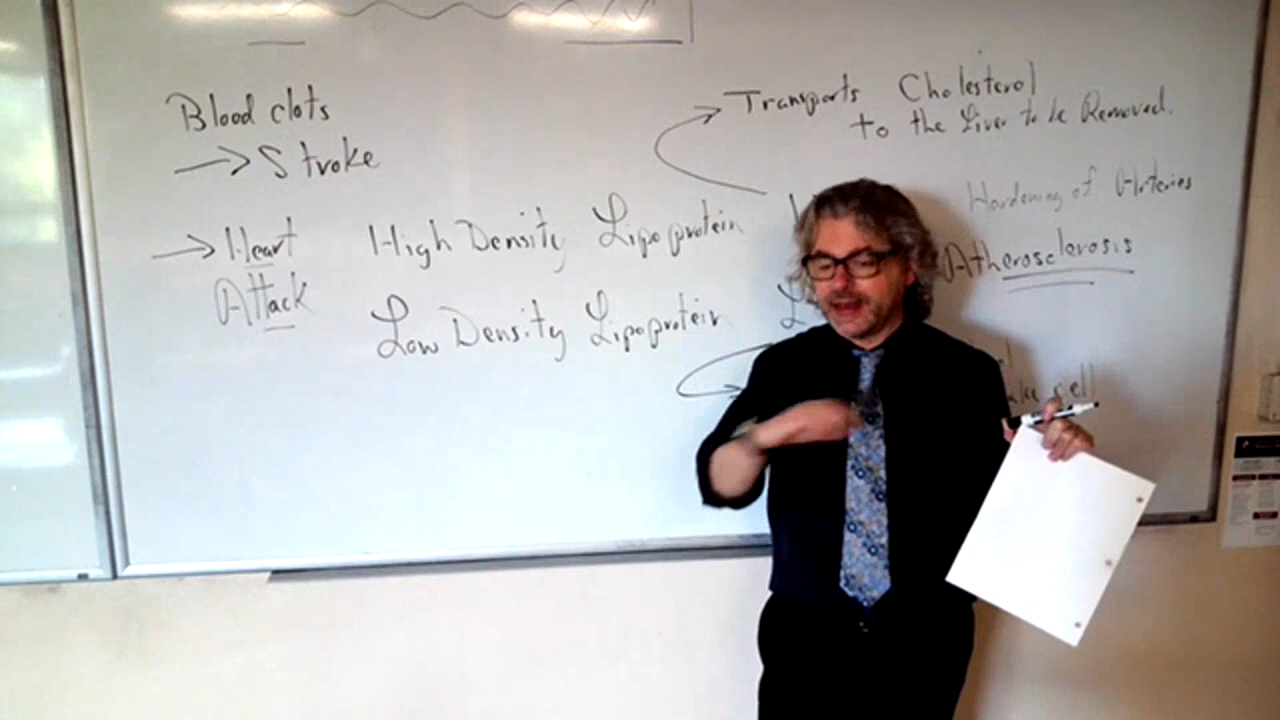 Blood clots
→ Stroke
→ Heart
Attack
High Density Lipoprotein
Low Density Lipoprotein
Transports Cholesterol
to the Liver to be Removed.
Hardening of Arteries
Atherosclerosis
cell